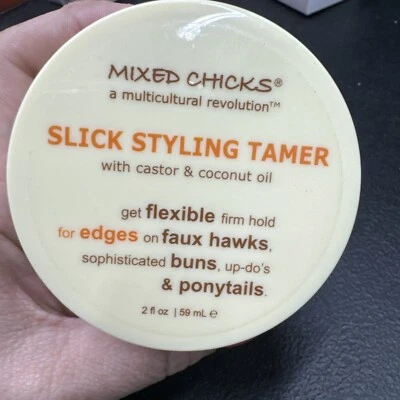 MIXED CHICKS®
a multicultural revolution™
SLICK STYLING TAMER
with castor & coconut oil
get flexible firm hold
for edges on faux hawks,
sophisticated buns, up-do's
& ponytails.
2 fl oz | 59 mL ℮